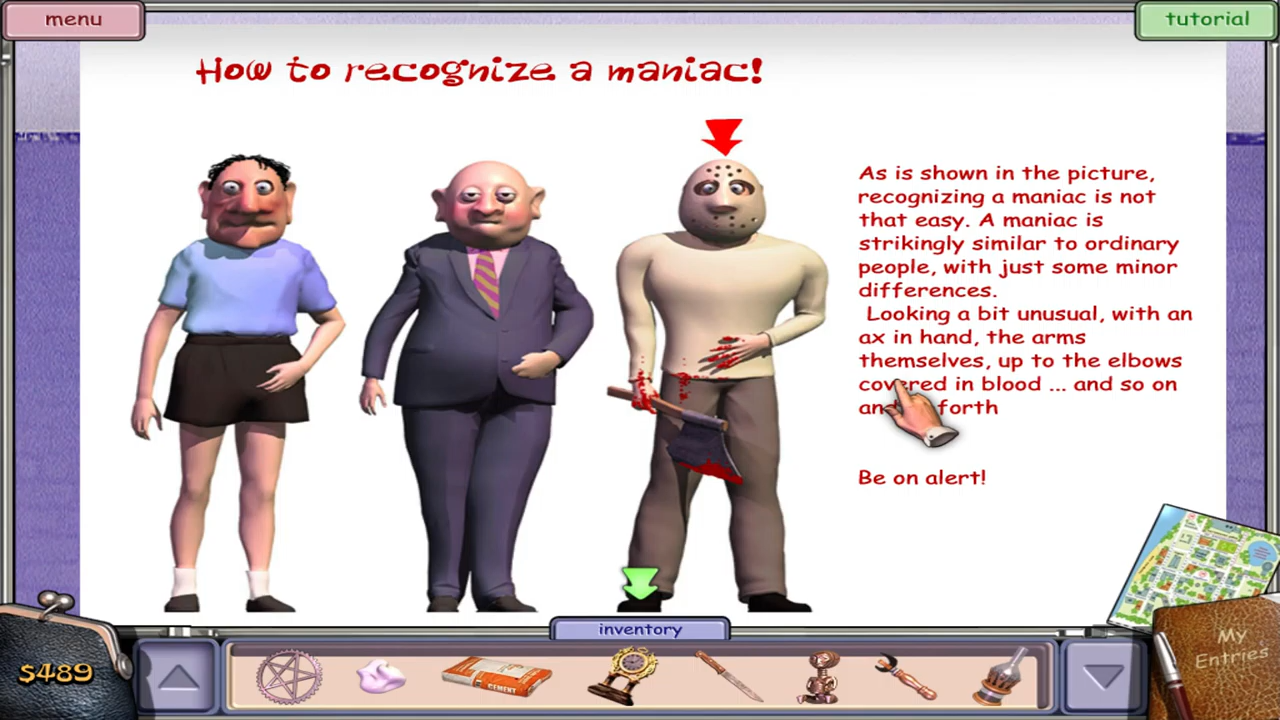 menu
tutorial
How to recognize a maniac!
As is shown in the picture,
recognizing a maniac is not
that easy. A maniac is
strikingly similar to ordinary
people, with just some minor
differences.
Looking a bit unusual, with an
ax in hand, the arms
themselves, up to the elbows
covered in blood ... and so on
and forth
Be on alert!
inventory
CEMENT
$489
My
Entries